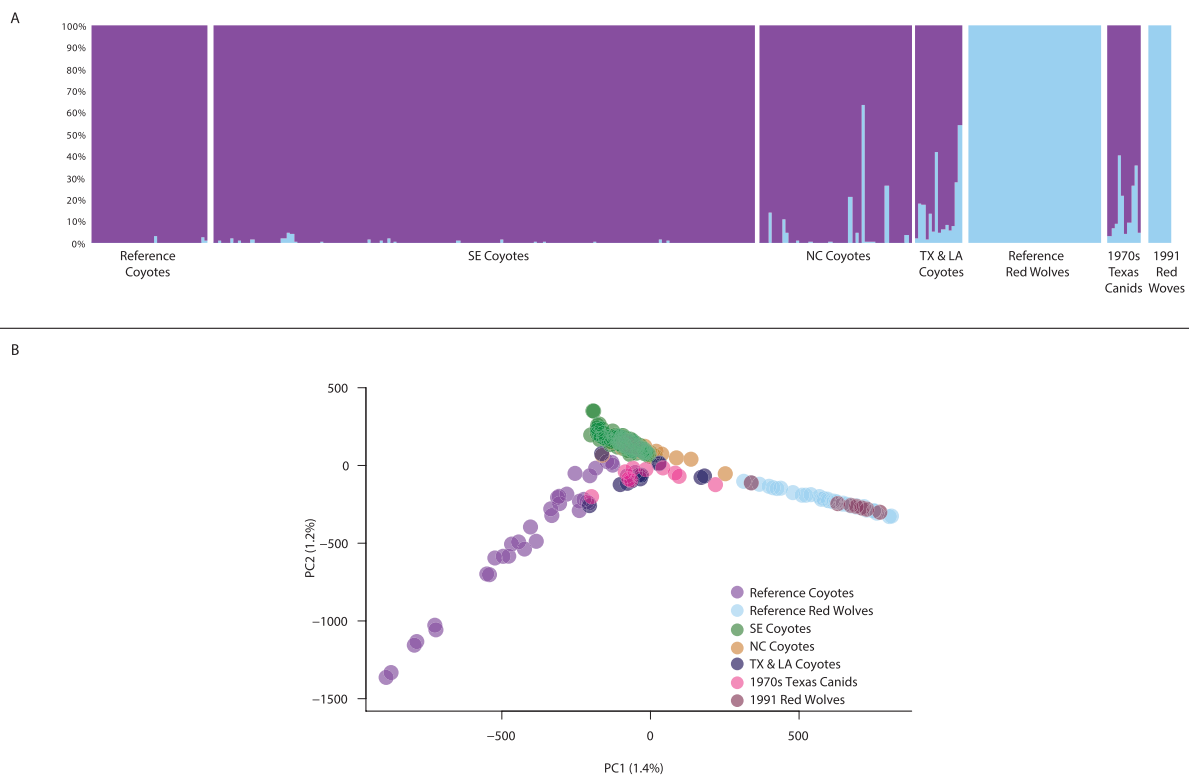 A
100%
90%
80%
70%
60%
50%
40%
30%
20%
10%
0%
Reference
Coyotes
SE Coyotes
NC Coyotes
TX & LA
Coyotes
Reference
Red Wolves
1970s
Texas
Canids
1991
Red
Woves
B
500
0
−500
−1000
−1500
PC2 (1.2%)
−500
0
500
PC1 (1.4%)
Reference Coyotes
Reference Red Wolves
SE Coyotes
NC Coyotes
TX & LA Coyotes
1970s Texas Canids
1991 Red Wolves